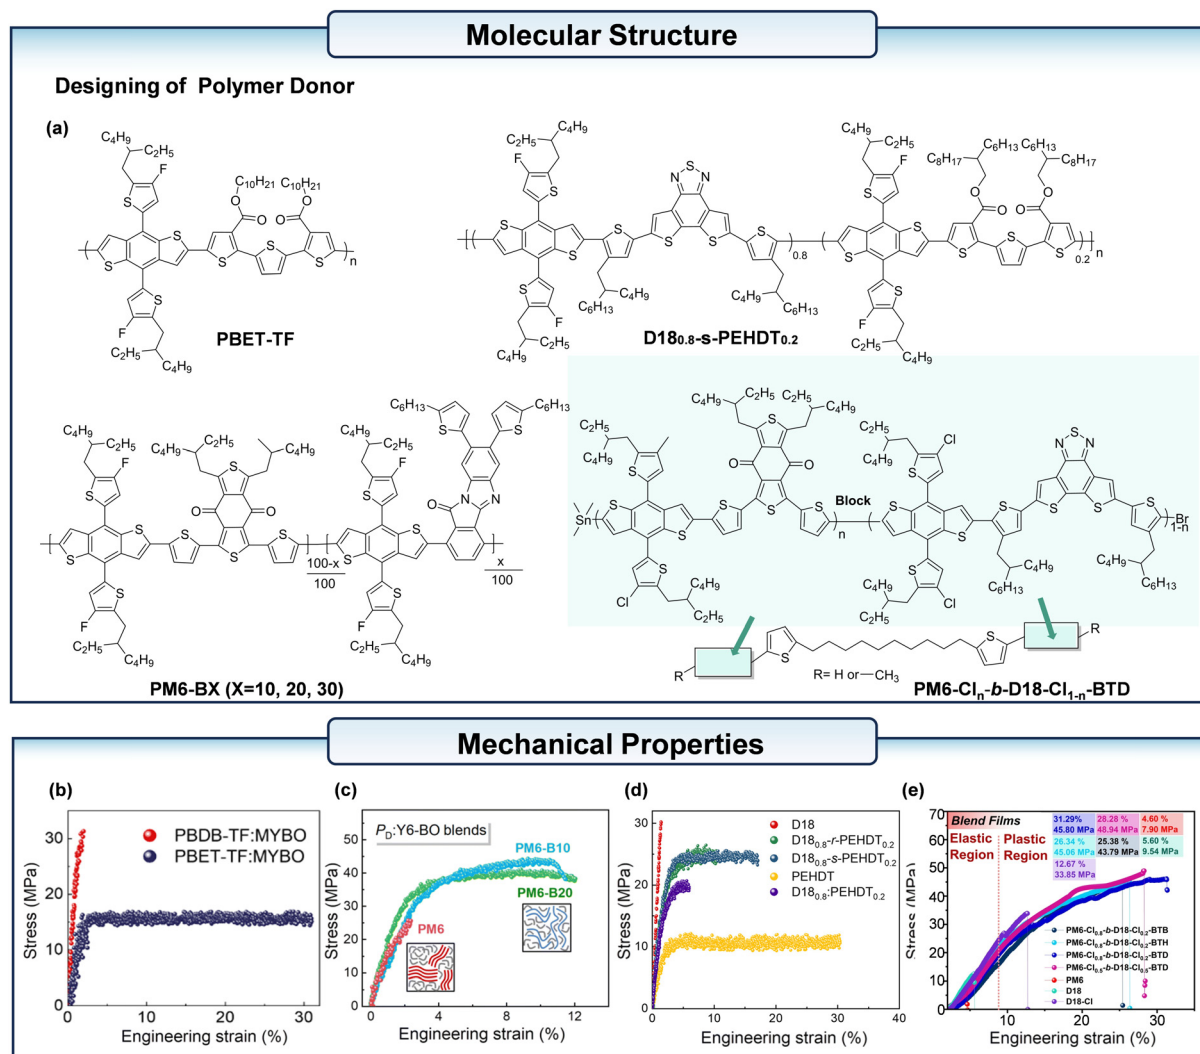 Molecular Structure
Designing of Polymer Donor
(a)
PBET-TF
D18₀.₈-s-PEHDT₀.₂
PM6-BX (X=10, 20, 30)
Block
R= H or —CH₃
PM6-Clₙ-b-D18-Cl₁₋ₙ-BTD
Mechanical Properties
(b)
PBDB-TF:MYBO
PBET-TF:MYBO
Stress (MPa)
Engineering strain (%)
(c)
P_D:Y6-BO blends
PM6-B10
PM6-B20
PM6
Stress (MPa)
Engineering strain (%)
(d)
D18
D18₀.₈-r-PEHDT₀.₂
D18₀.₈-s-PEHDT₀.₂
PEHDT
D18₀.₈:PEHDT₀.₂
Stress (MPa)
Engineering strain (%)
(e)
Blend Films
Elastic Region
Plastic Region
31.29% 45.80 MPa
28.28 % 48.94 MPa
4.60 % 7.90 MPa
26.34 % 45.06 MPa
25.38 % 43.79 MPa
5.60 % 9.54 MPa
12.67 % 33.85 MPa
PM6-Cl₀.₈-b-D18-Cl₀.₂-BTB
PM6-Cl₀.₈-b-D18-Cl₀.₂-BTH
PM6-Cl₀.₈-b-D18-Cl₀.₂-BTD
PM6-Cl₀.₅-b-D18-Cl₀.₅-BTD
PM6
D18
D18-Cl
Stress (MPa)
Engineering strain (%)